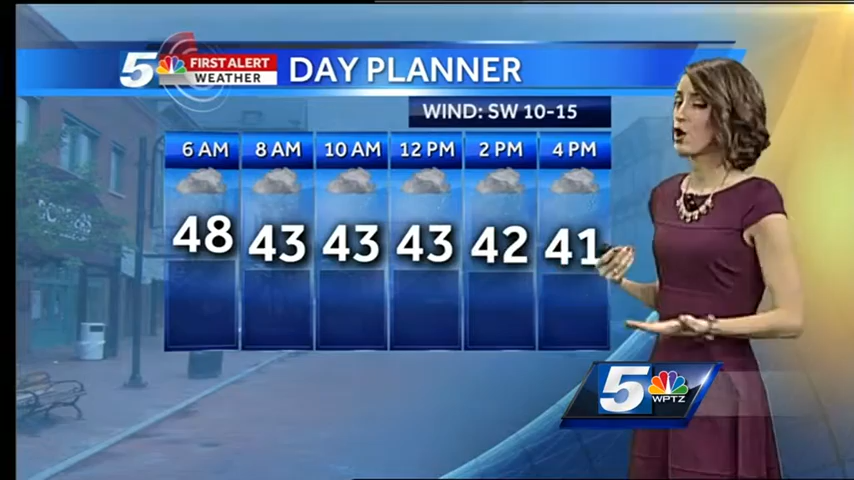 5 FIRST ALERT
WEATHER
DAY PLANNER
WIND: SW 10-15
6 AM 8 AM 10 AM 12 PM 2 PM 4 PM
48 43 43 43 42 41
5 WPTZ